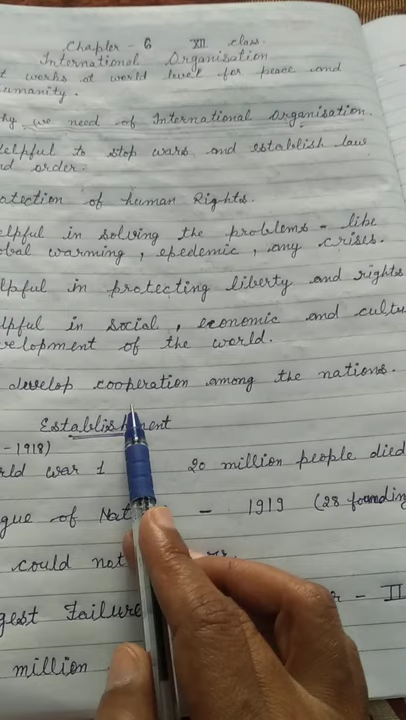 Chapter - 6 XII class.
International Organisation
works at world level for peace and
umanity.
hy we need of International Organisation.
elpful to stop wars and establish law
nd order.
otection of human Rights.
elpful in solving the problems - like
obal warming, epedemic, any crises.
lpful in protecting liberty and rights
lpful in social, economic and cultu
velopment of the world.
develop cooperation among the nations.
Establishment
-1918)
rld war 1 20 million people died
gue of Nat - 1919 (28 founding
could not
gest Failure - II
million